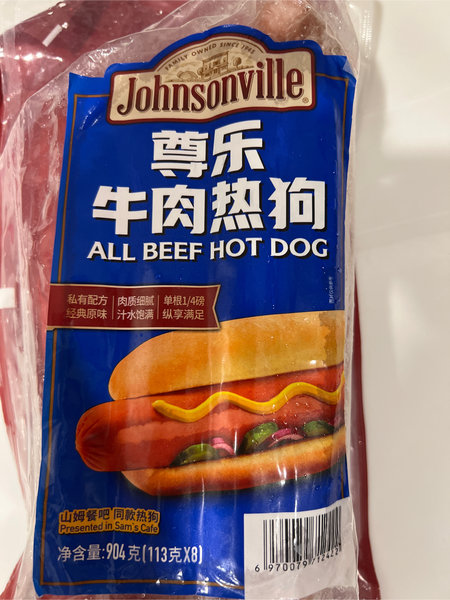 FAMILY OWNED SINCE 1945
Johnsonville®
尊乐
牛肉热狗
ALL BEEF HOT DOG
私有配方 肉质细腻 单根1/4磅
经典原味 汁水饱满 纵享满足
山姆餐吧 同款热狗
Presented in Sam's Cafe
净含量:904克(113克X8)
6 970079 712422